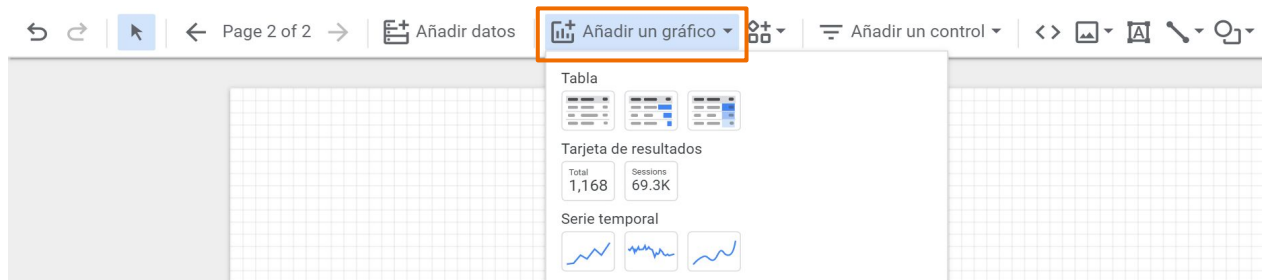 Page 2 of 2 Añadir datos Añadir un gráfico Añadir un control
Tabla
Tarjeta de resultados
Total Sessions
1,168 69.3K
Serie temporal